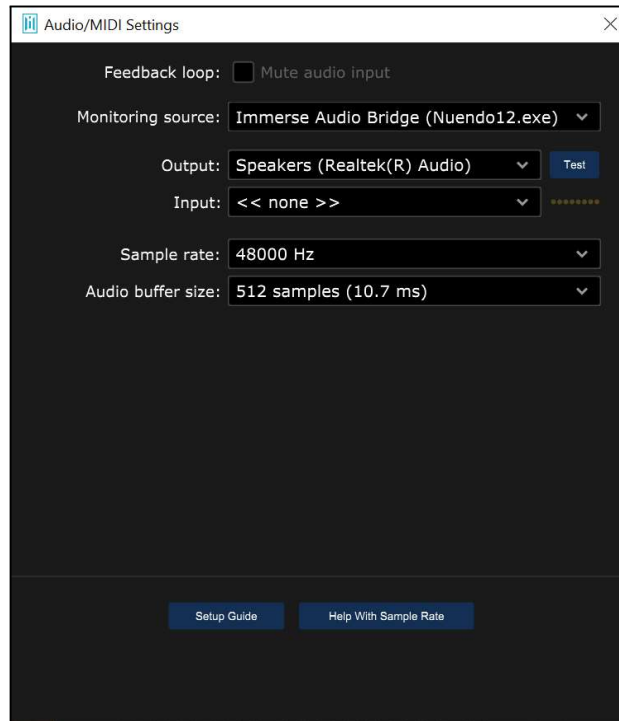 Audio/MIDI Settings
Feedback loop: Mute audio input
Monitoring source: Immerse Audio Bridge (Nuendo12.exe)
Output: Speakers (Realtek(R) Audio) Test
Input: << none >>
Sample rate: 48000 Hz
Audio buffer size: 512 samples (10.7 ms)
Setup Guide Help With Sample Rate